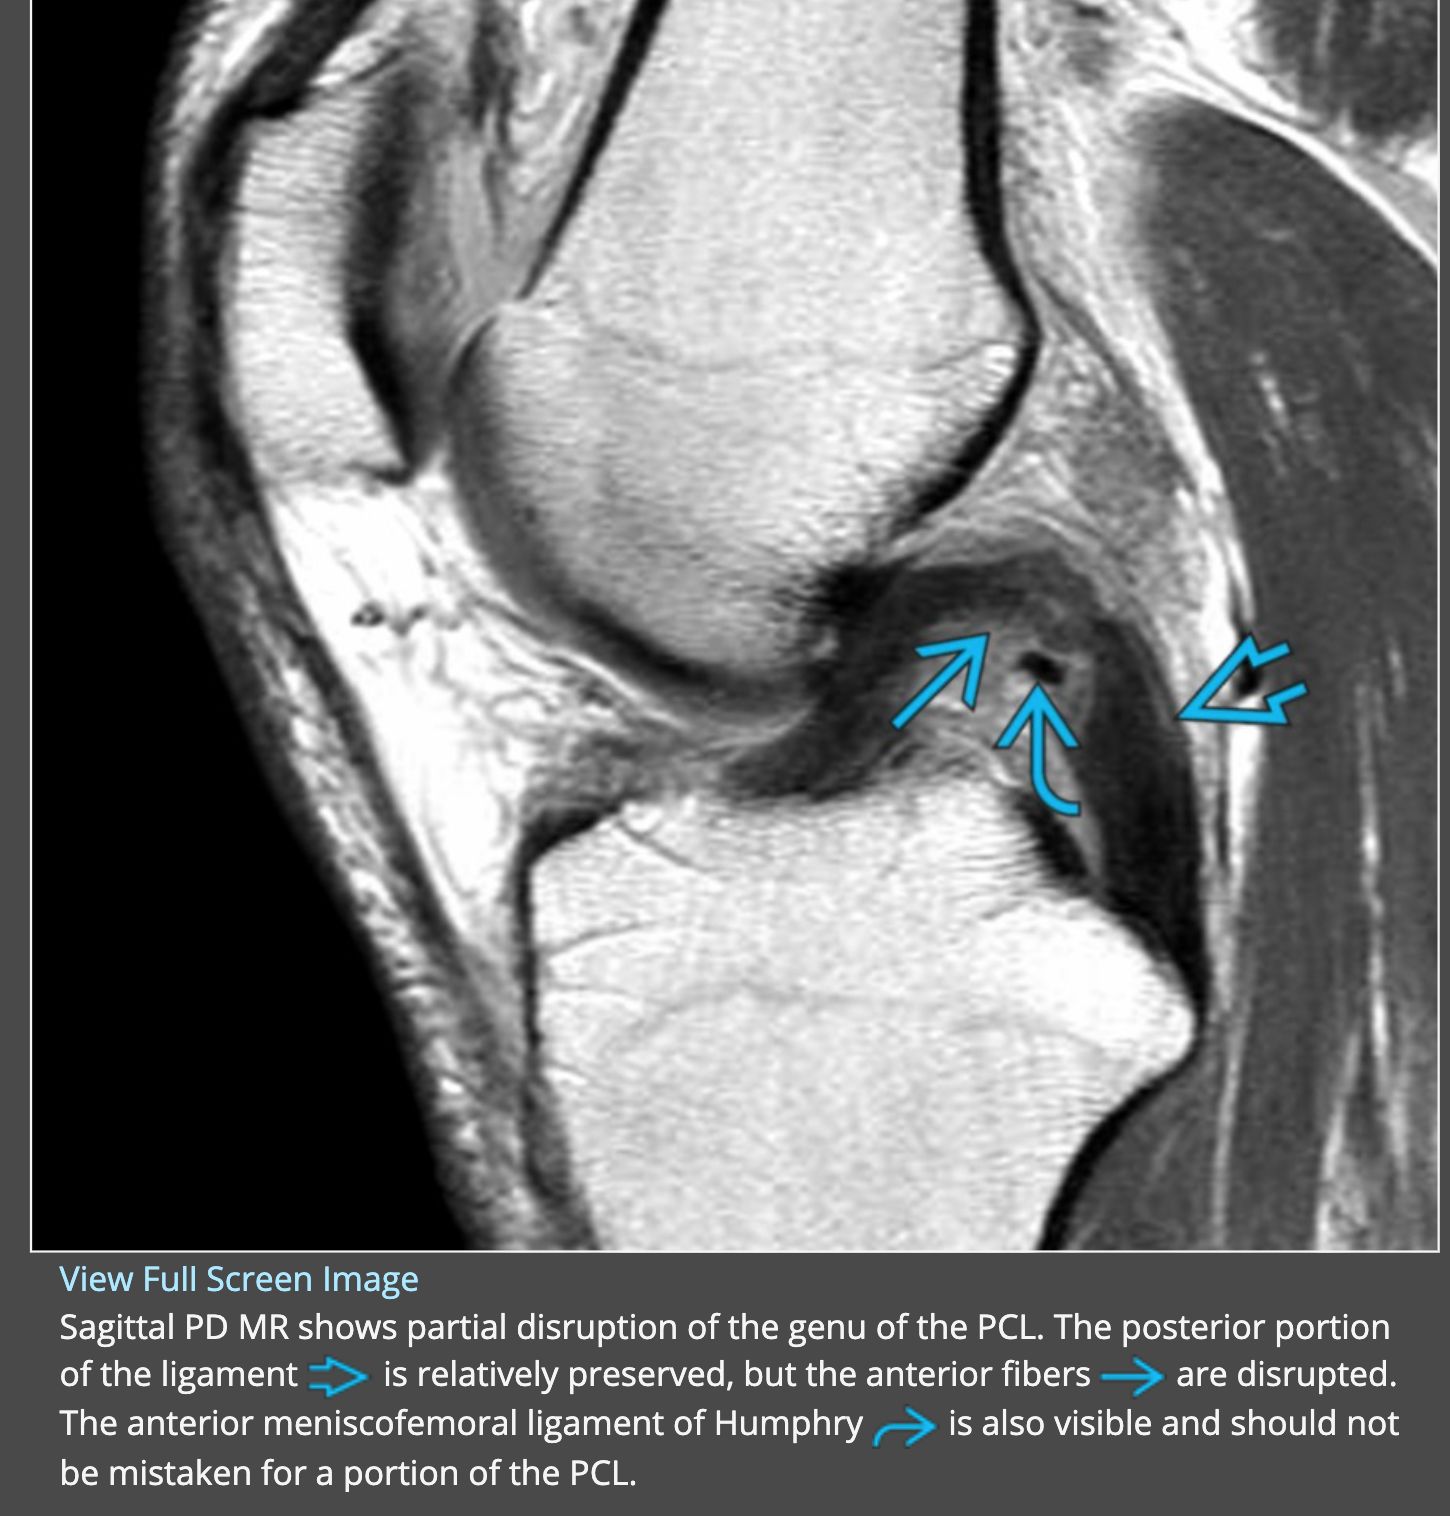 View Full Screen Image
Sagittal PD MR shows partial disruption of the genu of the PCL. The posterior portion
of the ligament is relatively preserved, but the anterior fibers are disrupted.
The anterior meniscofemoral ligament of Humphry is also visible and should not
be mistaken for a portion of the PCL.